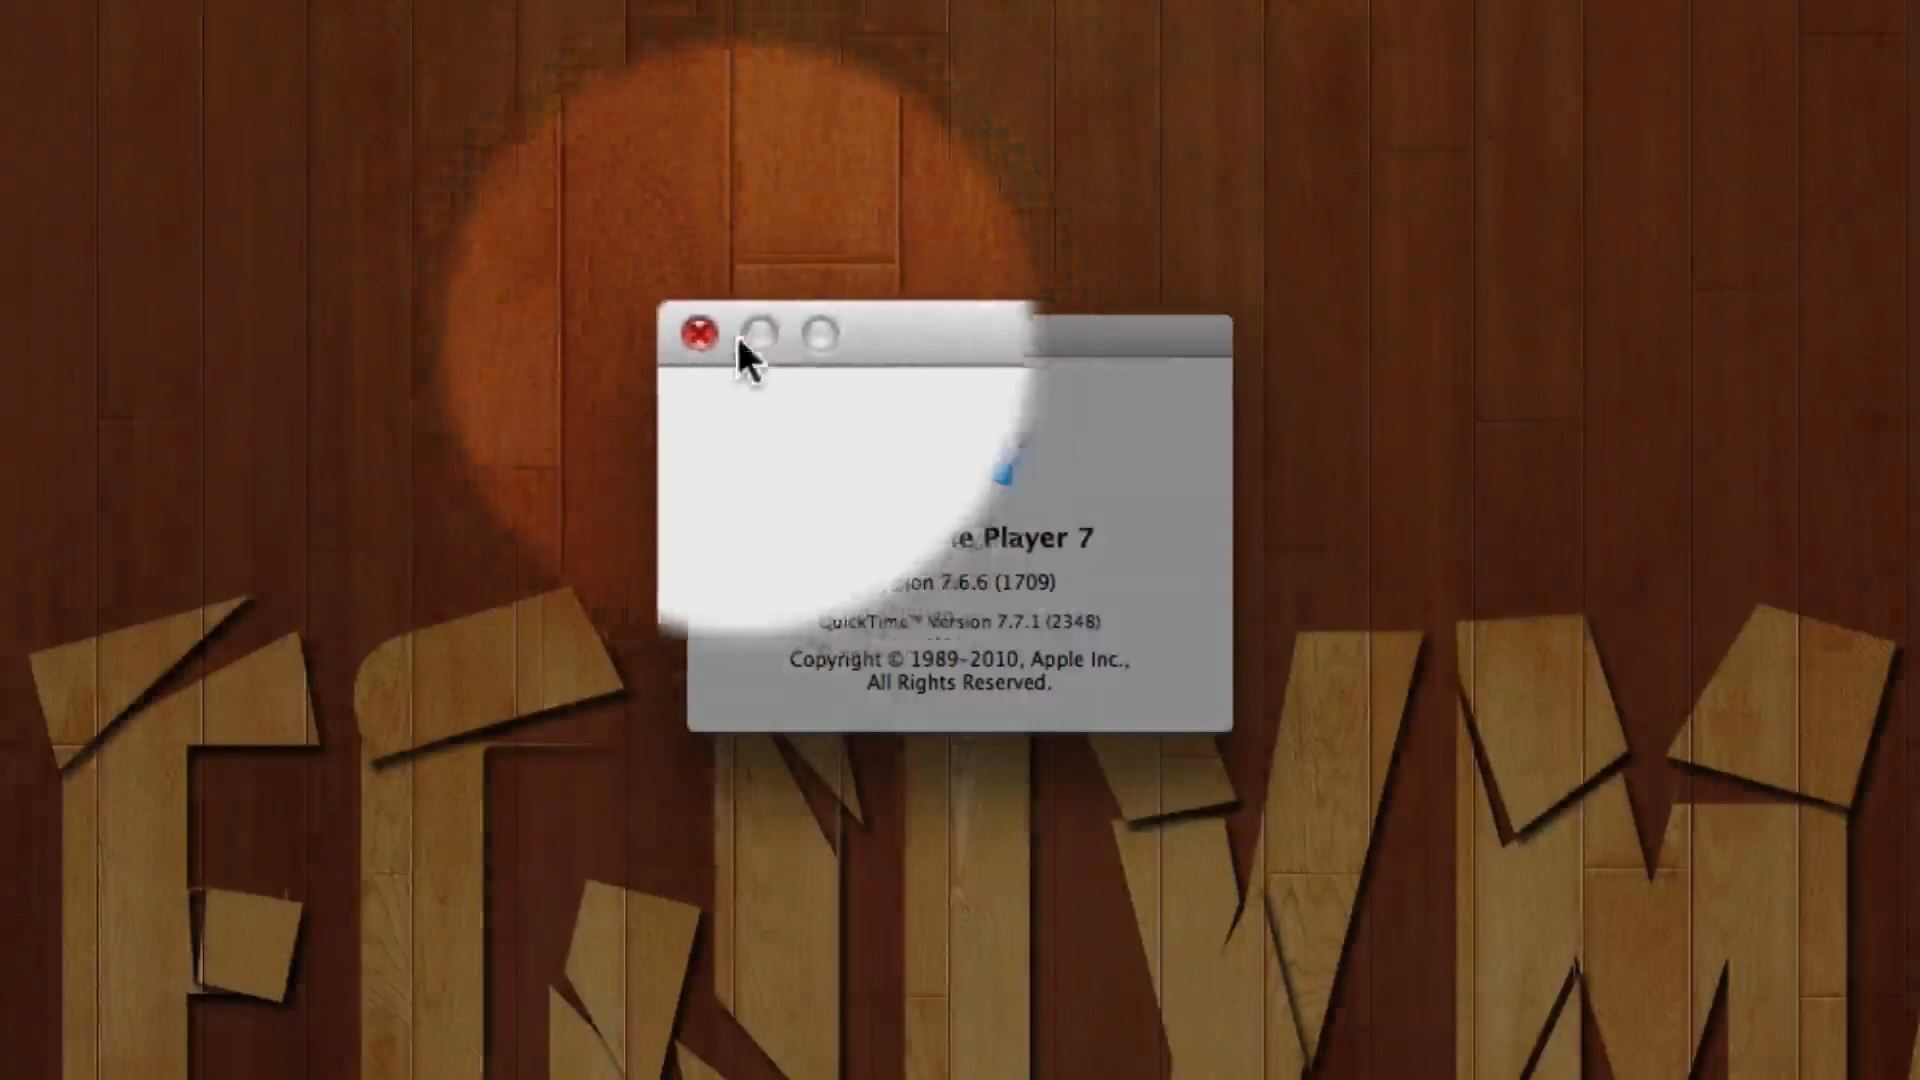 Player 7
7.6.6 (1709)
QuickTime™ Version 7.7.1 (2348)
Copyright © 1989-2010, Apple Inc.,
All Rights Reserved.